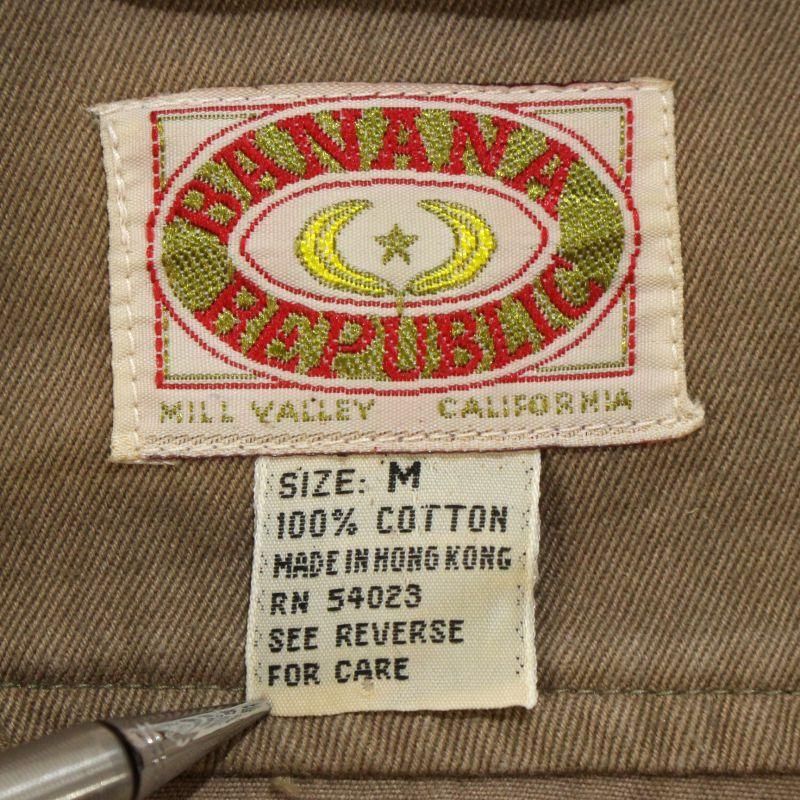 BANANA
REPUBLIC
MILL VALLEY CALIFORNIA
SIZE: M
100% COTTON
MADE IN HONG KONG
RN 54023
SEE REVERSE
FOR CARE